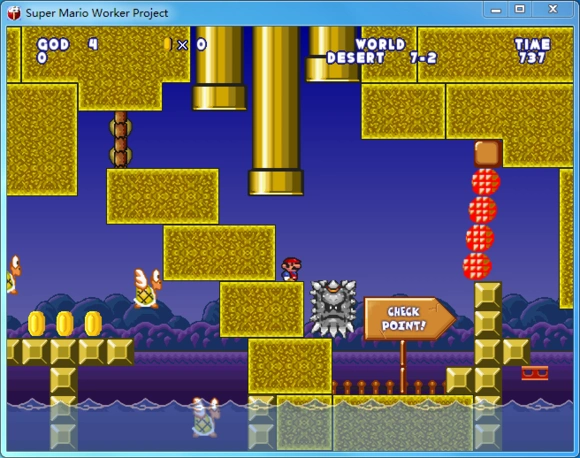 Super Mario Worker Project
GOD 4 × 0 WORLD TIME
0 DESERT 7-2 737
CHECK
POINT!